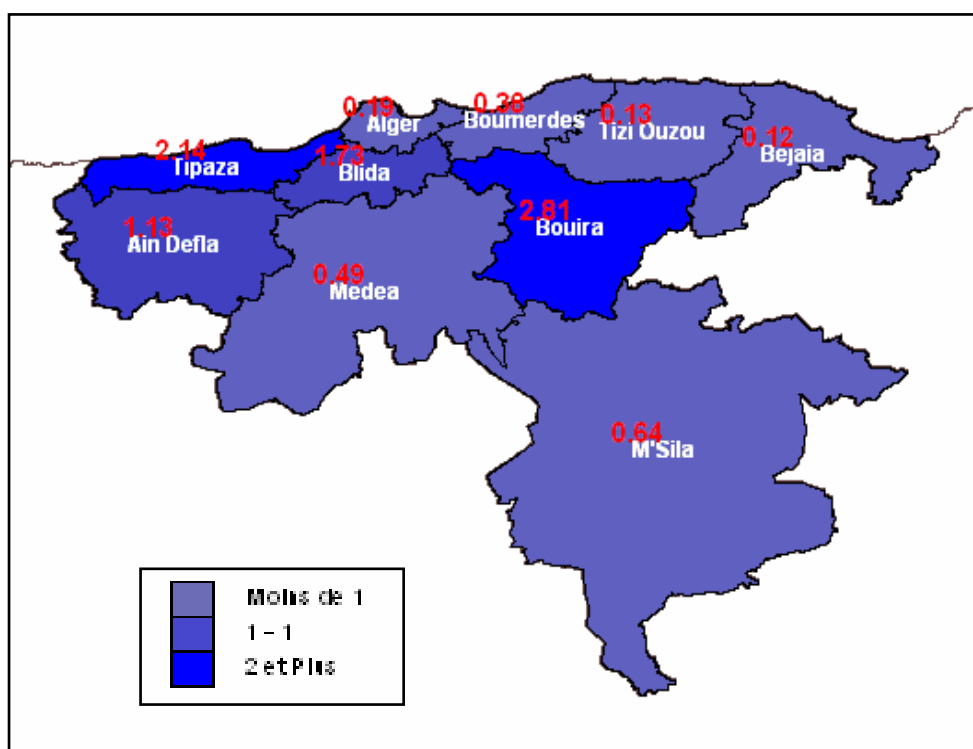 0.19
Alger
0.38
Boumerdes
0.13
Tizi Ouzou
0.12
Bejaia
2.14
Tipaza
1.73
Blida
1.13
Ain Defla
2.81
Bouira
0.49
Medea
0.64
M'Sila
Moins de 1
1 - 1
2 et Plus